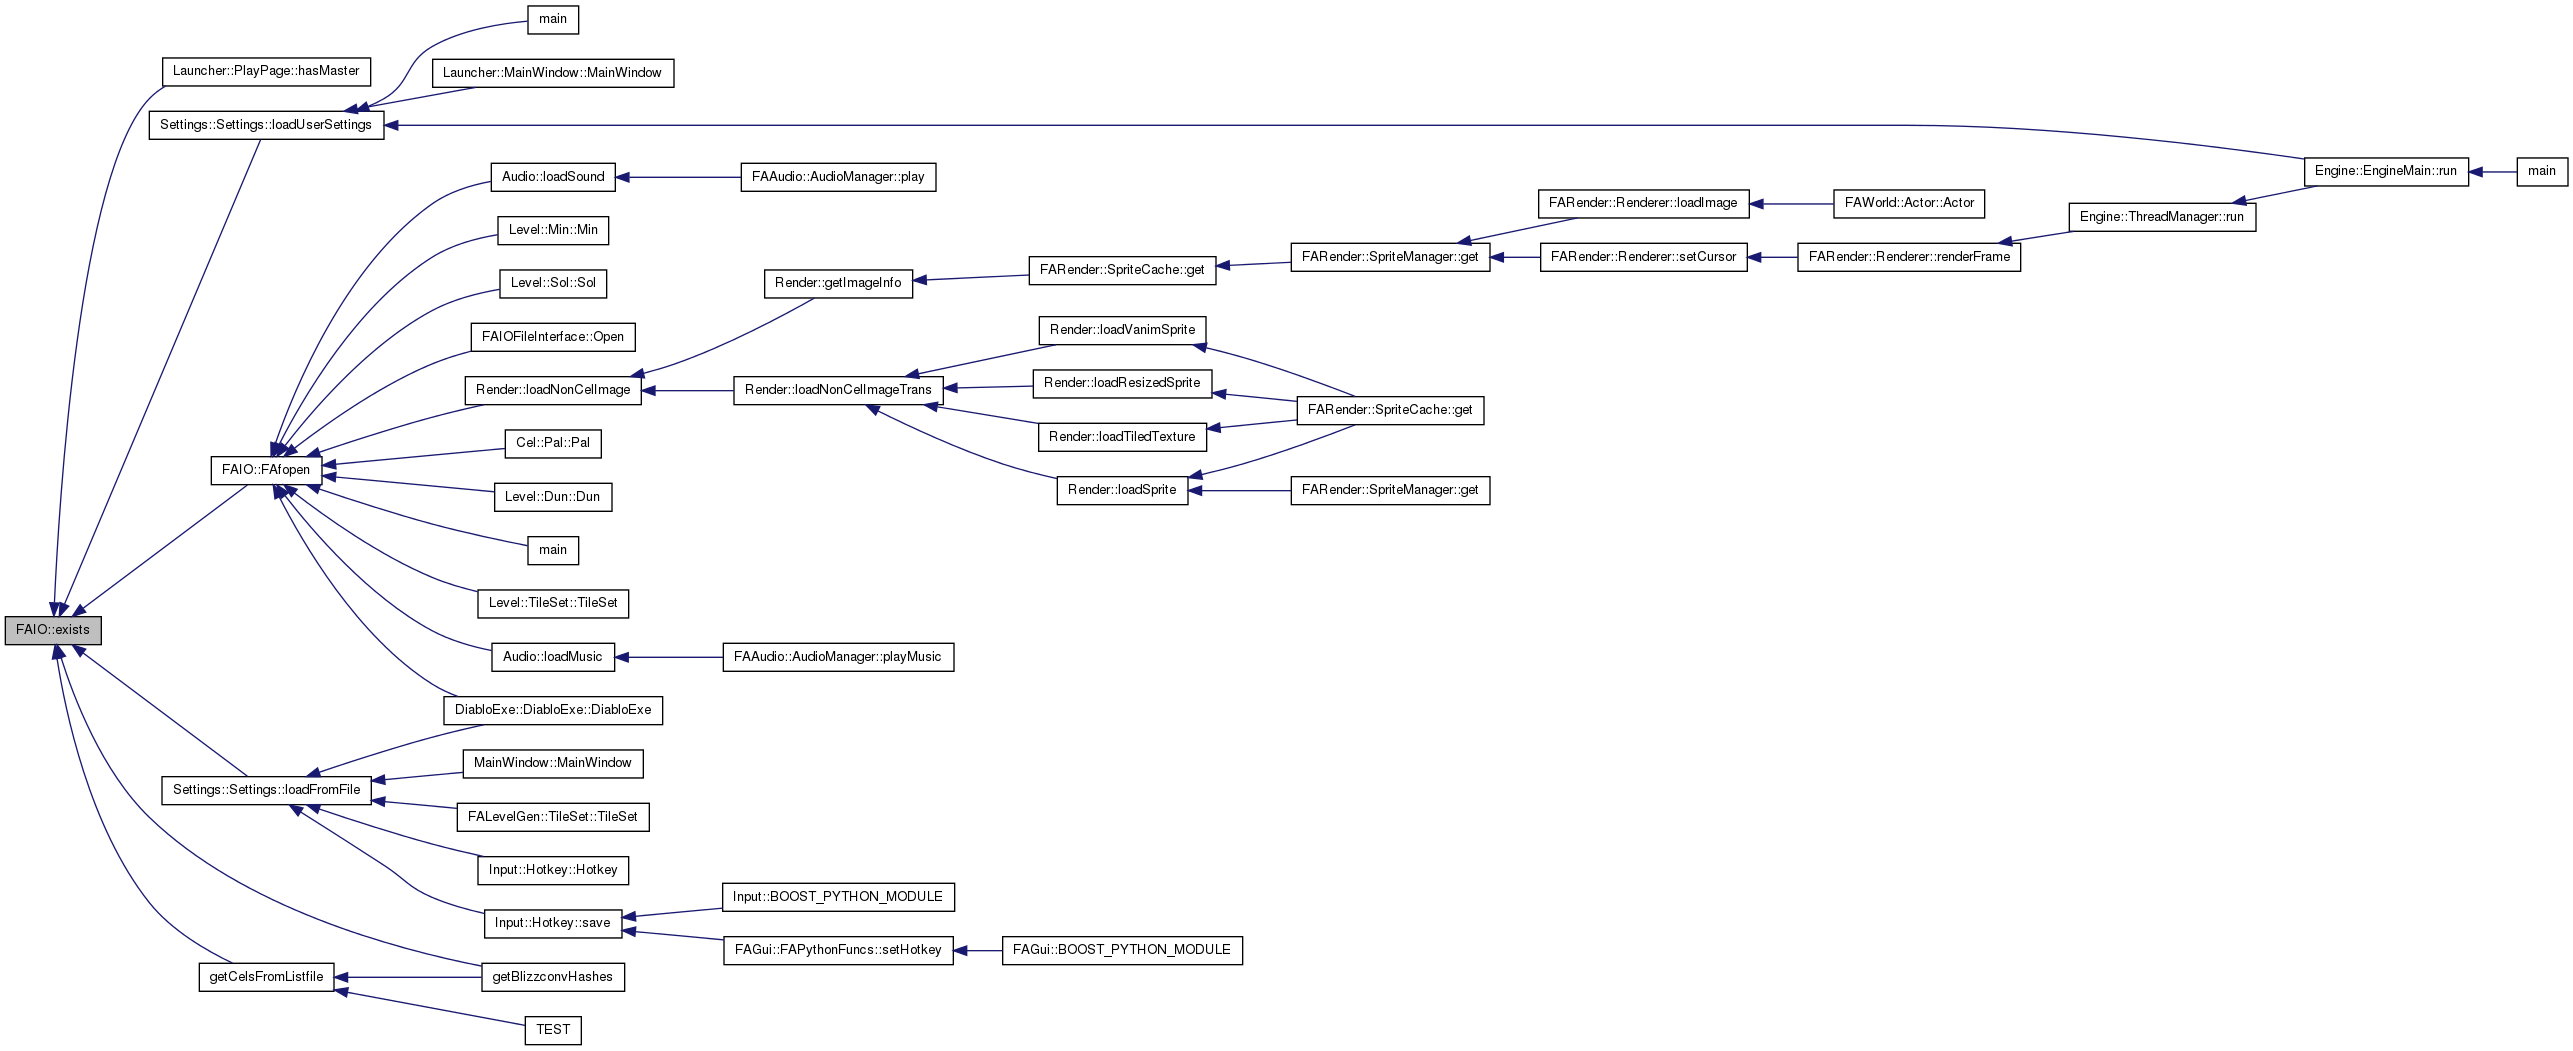 main
Launcher::PlayPage::hasMaster
Launcher::MainWindow::MainWindow
Settings::Settings::loadUserSettings
Engine::EngineMain::run
main
Audio::loadSound
FAAudio::AudioManager::play
FARender::Renderer::loadImage
FAWorld::Actor::Actor
Engine::ThreadManager::run
Level::Min::Min
FARender::SpriteManager::get
FARender::Renderer::setCursor
FARender::Renderer::renderFrame
FARender::SpriteCache::get
Render::getImageInfo
Level::Sol::Sol
FAIOFileInterface::Open
Render::loadVanimSprite
Render::loadNonCelImage
Render::loadNonCelImageTrans
Render::loadResizedSprite
FARender::SpriteCache::get
Render::loadTiledTexture
Cel::Pal::Pal
FAIO::FAfopen
Level::Dun::Dun
Render::loadSprite
FARender::SpriteManager::get
main
Level::TileSet::TileSet
FAIO::exists
Audio::loadMusic
FAAudio::AudioManager::playMusic
DiabloExe::DiabloExe::DiabloExe
MainWindow::MainWindow
Settings::Settings::loadFromFile
FALevelGen::TileSet::TileSet
Input::Hotkey::Hotkey
Input::BOOST_PYTHON_MODULE
Input::Hotkey::save
FAGui::FAPythonFuncs::setHotkey
FAGui::BOOST_PYTHON_MODULE
getCelsFromListfile
getBlizzconvHashes
TEST